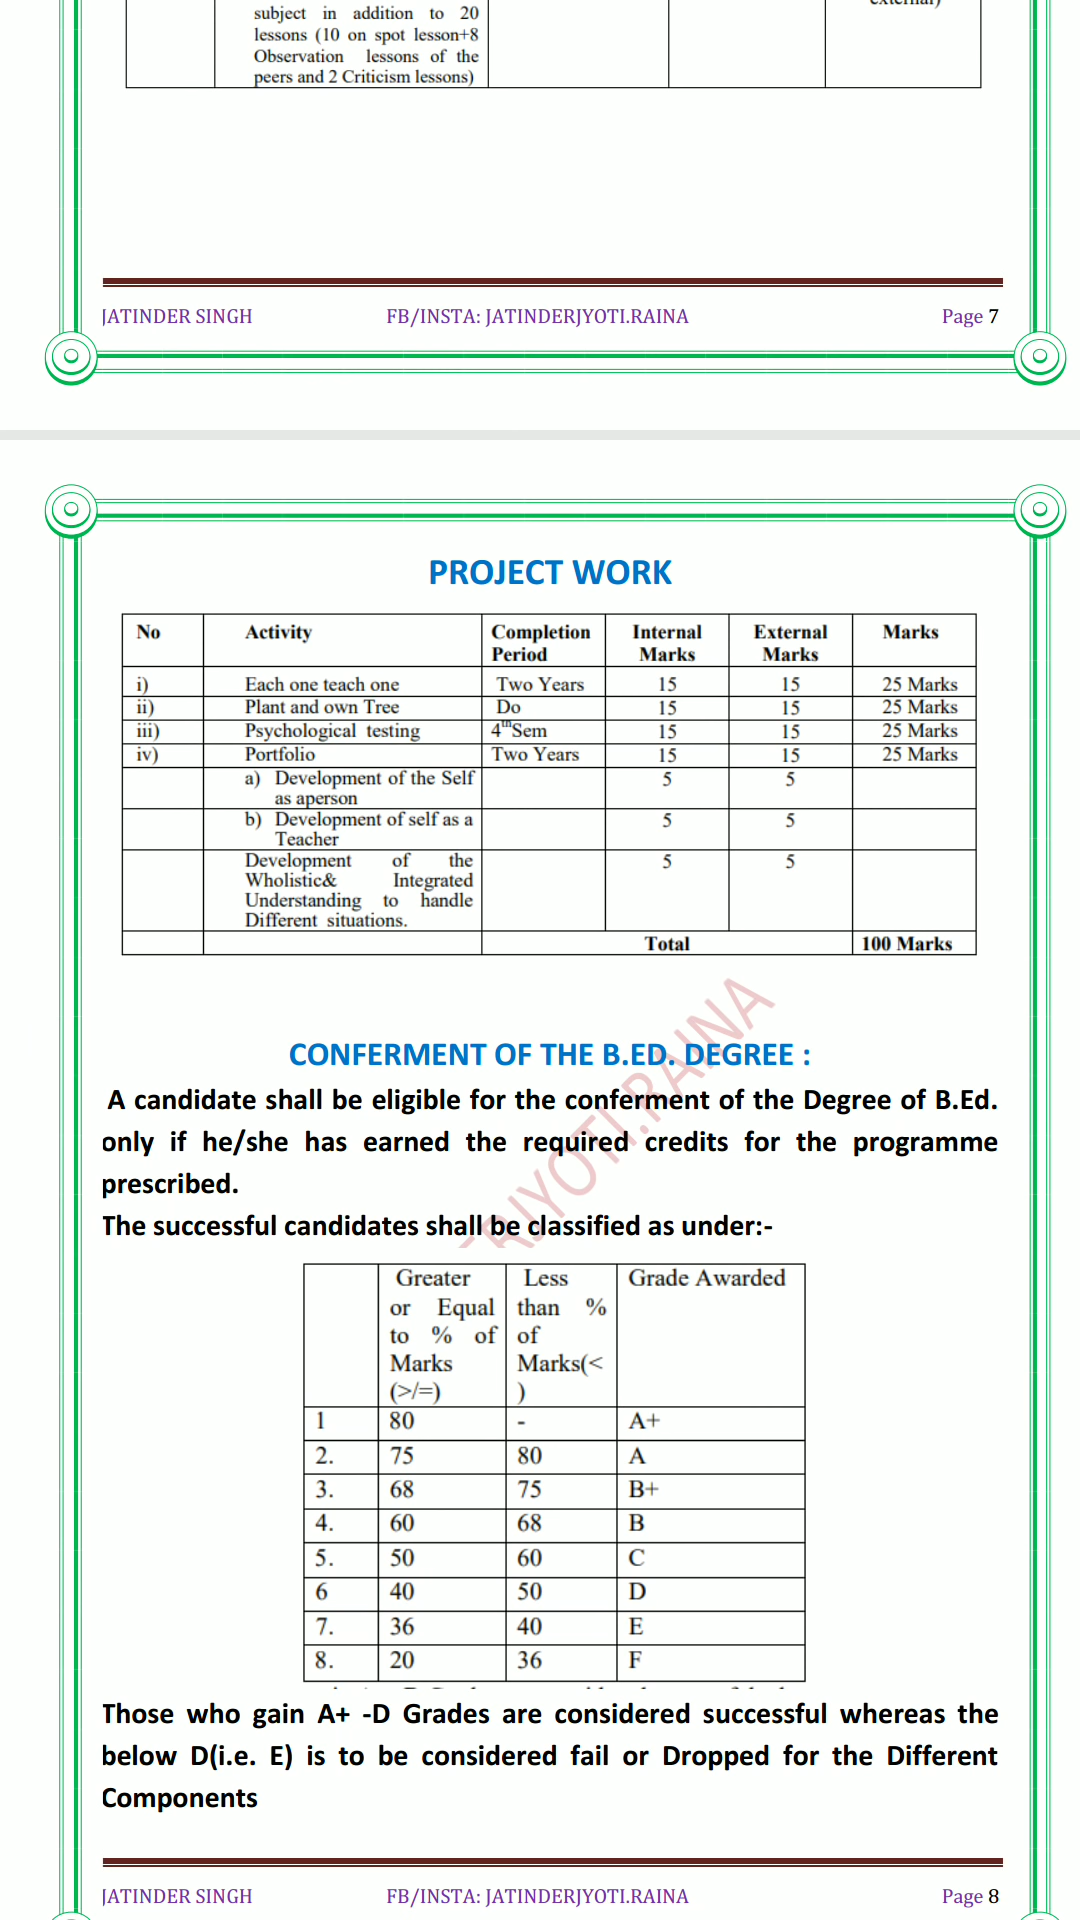 subject in addition to 20
lessons (10 on spot lesson+8
Observation lessons of the
peers and 2 Criticism lessons)
JATINDER SINGH FB/INSTA: JATINDERJYOTI.RAINA Page 7
PROJECT WORK
No Activity Completion Period Internal Marks External Marks Marks
i) Each one teach one Two Years 15 15 25 Marks
ii) Plant and own Tree Do 15 15 25 Marks
iii) Psychological testing 4thSem 15 15 25 Marks
iv) Portfolio Two Years 15 15 25 Marks
a) Development of the Self 5 5
as aperson
b) Development of self as a 5 5
Teacher
Development of the 5 5
Wholistic& Integrated
Understanding to handle
Different situations.
Total 100 Marks
CONFERMENT OF THE B.ED. DEGREE :
A candidate shall be eligible for the conferment of the Degree of B.Ed.
only if he/she has earned the required credits for the programme
prescribed.
The successful candidates shall be classified as under:-
Greater Less Grade Awarded
or Equal than %
to % of of
Marks Marks(<
(>/=) )
1 80 - A+
2. 75 80 A
3. 68 75 B+
4. 60 68 B
5. 50 60 C
6 40 50 D
7. 36 40 E
8. 20 36 F
Those who gain A+ -D Grades are considered successful whereas the
below D(i.e. E) is to be considered fail or Dropped for the Different
Components
JATINDER SINGH FB/INSTA: JATINDERJYOTI.RAINA Page 8